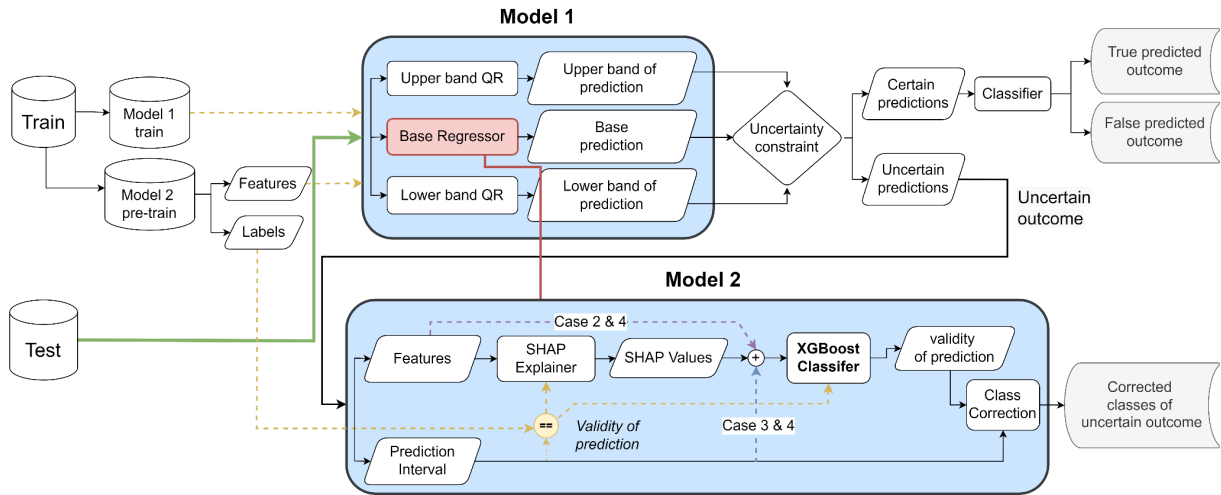 Model 1
Train
Model 1
train
Model 2
pre-train
Features
Labels
Test
Upper band QR
Upper band of
prediction
Base Regressor
Base
prediction
Lower band QR
Lower band of
prediction
Uncertainty
constraint
Certain
predictions
Classifier
True predicted
outcome
False predicted
outcome
Uncertain
predictions
Uncertain
outcome
Model 2
Case 2 & 4
Features
SHAP
Explainer
SHAP Values
+
XGBoost
Classifer
validity
of prediction
Class
Correction
Corrected
classes of
uncertain outcome
==
Validity of
prediction
Case 3 & 4
Prediction
Interval